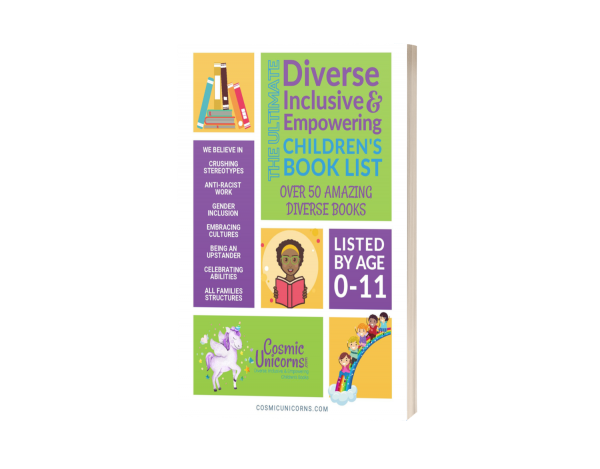 THE ULTIMATE
Diverse
Inclusive &
Empowering
CHILDREN'S
BOOK LIST
OVER 50 AMAZING
DIVERSE BOOKS
WE BELIEVE IN
CRUSHING
STEREOTYPES
ANTI-RACIST
WORK
GENDER
INCLUSION
EMBRACING
CULTURES
BEING AN
UPSTANDER
CELEBRATING
ABILITIES
ALL FAMILIES
STRUCTURES
LISTED
BY AGE
0-11
Cosmic
Unicorns
COSMICUNICORNS.COM